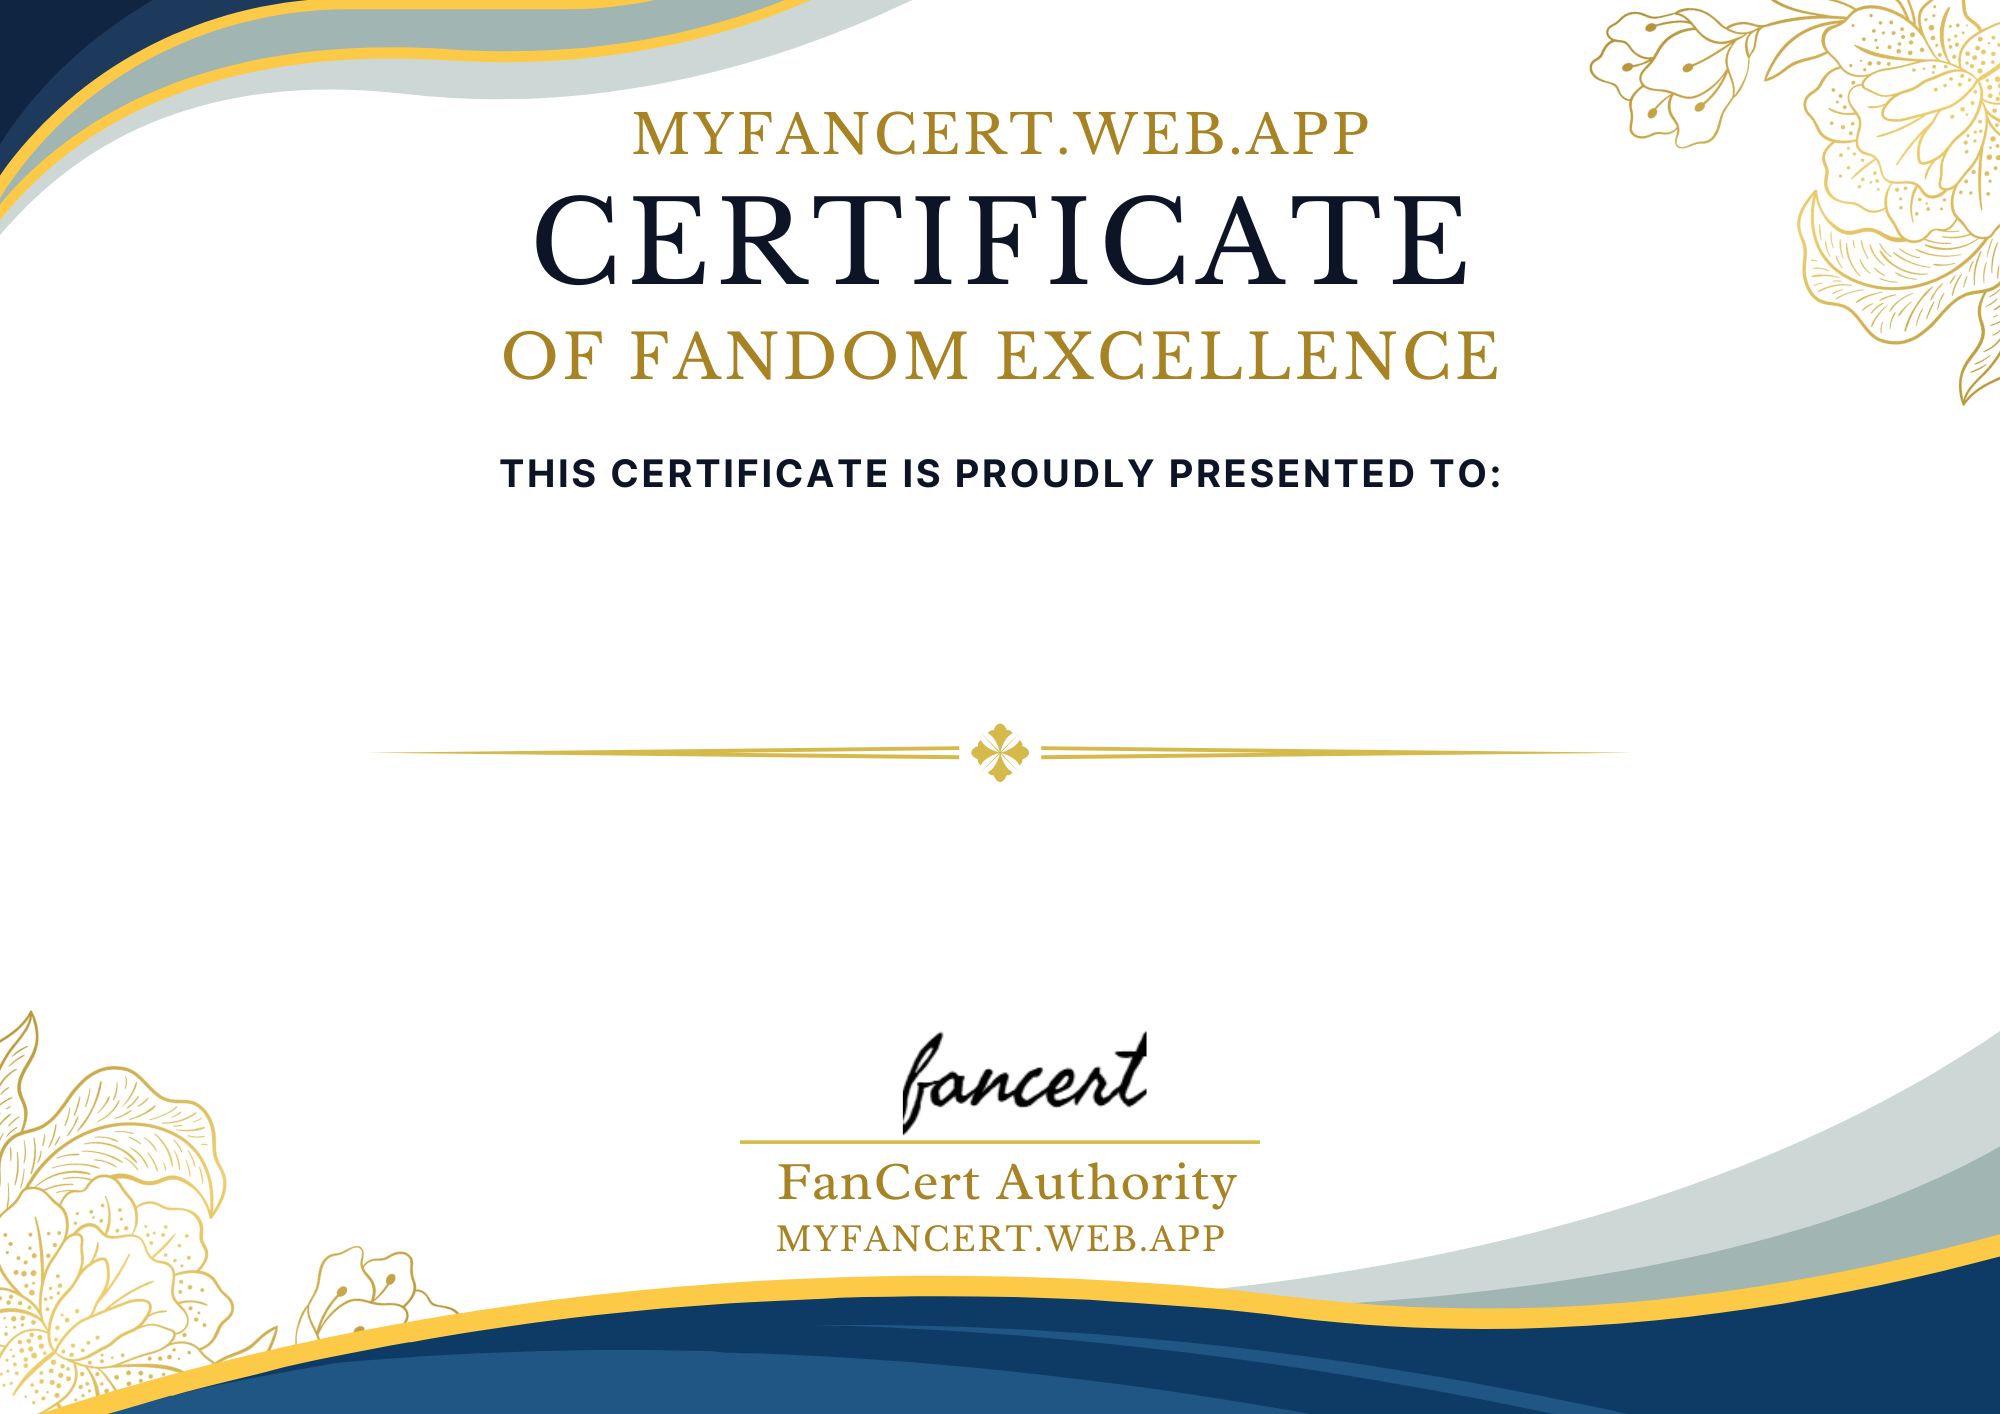 MYFANCERT.WEB.APP
CERTIFICATE
OF FANDOM EXCELLENCE
THIS CERTIFICATE IS PROUDLY PRESENTED TO:
fancert
FanCert Authority
MYFANCERT.WEB.APP